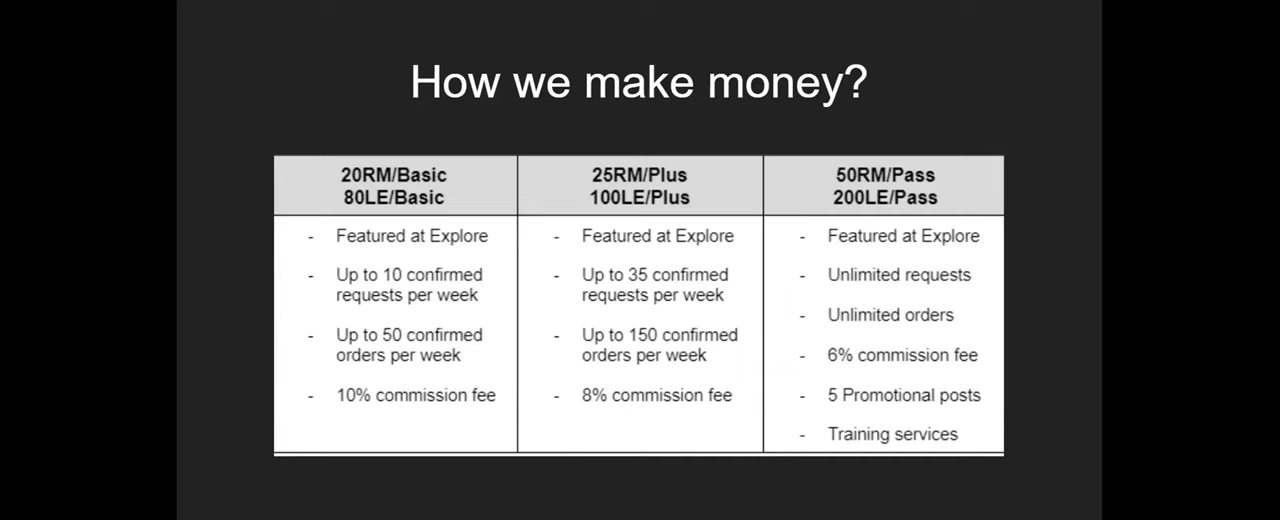 How we make money?
20RM/Basic
80LE/Basic
25RM/Plus
100LE/Plus
50RM/Pass
200LE/Pass
- Featured at Explore
- Up to 10 confirmed
requests per week
- Up to 50 confirmed
orders per week
- 10% commission fee
- Featured at Explore
- Up to 35 confirmed
requests per week
- Up to 150 confirmed
orders per week
- 8% commission fee
- Featured at Explore
- Unlimited requests
- Unlimited orders
- 6% commission fee
- 5 Promotional posts
- Training services